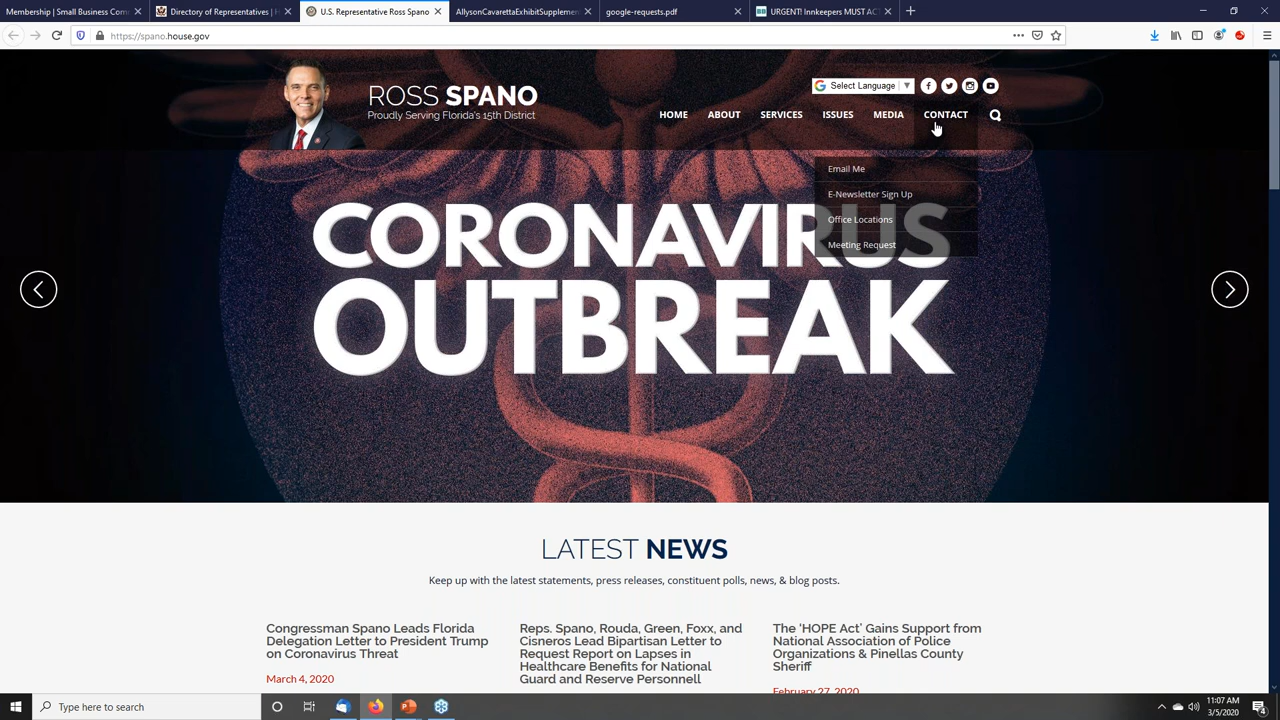 Membership | Small Business Com
Directory of Representatives | H
U.S. Representative Ross Spano
AllysonCavarettaExhibitSupplemen
google-requests.pdf
BD
URGENT! Innkeepers MUST AC
https://spano.house.gov
ROSS SPANO
Proudly Serving Florida's 15th District
Select Language
HOME
ABOUT
SERVICES
ISSUES
MEDIA
CONTACT
Email Me
E-Newsletter Sign Up
Office Locations
Meeting Request
CORONAVIRUS
OUTBREAK
LATEST NEWS
Keep up with the latest statements, press releases, constituent polls, news, & blog posts.
Congressman Spano Leads Florida
Delegation Letter to President Trump
on Coronavirus Threat
March 4, 2020
Reps. Spano, Rouda, Green, Foxx, and
Cisneros Lead Bipartisan Letter to
Request Report on Lapses in
Healthcare Benefits for National
Guard and Reserve Personnell
The ‘HOPE Act’ Gains Support from
National Association of Police
Organizations & Pinellas County
Sheriff
February 27, 2020
Type here to search
11:07 AM
3/5/2020
4